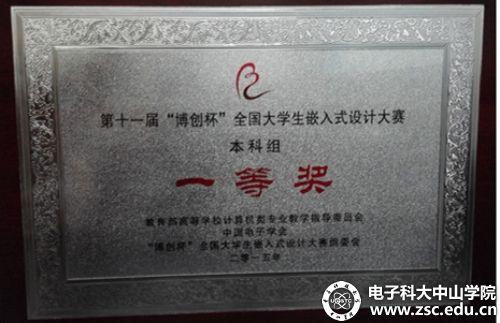 第十一届“博创杯”全国大学生嵌入式设计大赛
本科组
一等奖
教育部高等学校计算机类专业教学指导委员会
中国电子学会
“博创杯”全国大学生嵌入式设计大赛组委会
二零一五年
电子科大中山学院
www.zsc.edu.cn